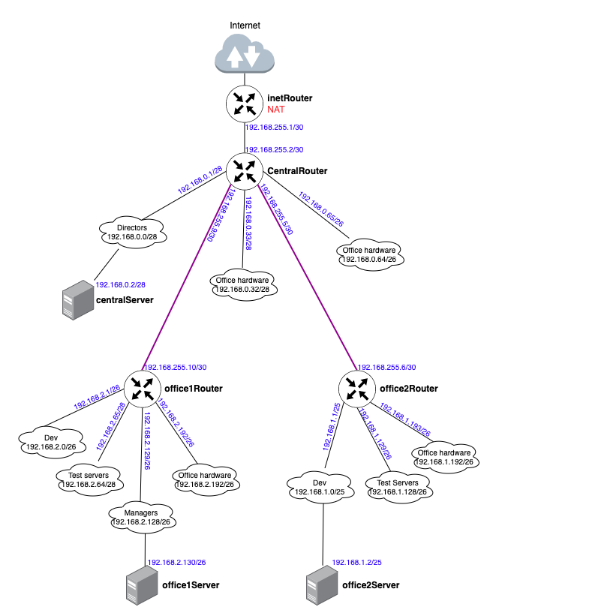 Internet
inetRouter
NAT
192.168.255.1/30
192.168.255.2/30
CentralRouter
192.168.0.1/28
192.168.255.9/30
192.168.0.33/28
192.168.255.5/30
192.168.0.65/26
Directors
192.168.0.0/28
Office hardware
192.168.0.64/26
Office hardware
192.168.0.32/28
192.168.0.2/28
centralServer
192.168.255.10/30
192.168.255.6/30
office1Router
office2Router
192.168.2.1/26
192.168.2.65/28
192.168.2.129/26
192.168.2.192/26
192.168.1.1/25
192.168.1.129/26
192.168.1.193/26
Dev
192.168.2.0/26
Test servers
192.168.2.64/28
Office hardware
192.168.2.192/26
Managers
192.168.2.128/26
Dev
192.168.1.0/25
Test Servers
192.168.1.128/26
Office hardware
192.168.1.192/26
192.168.2.130/26
office1Server
192.168.1.2/25
office2Server